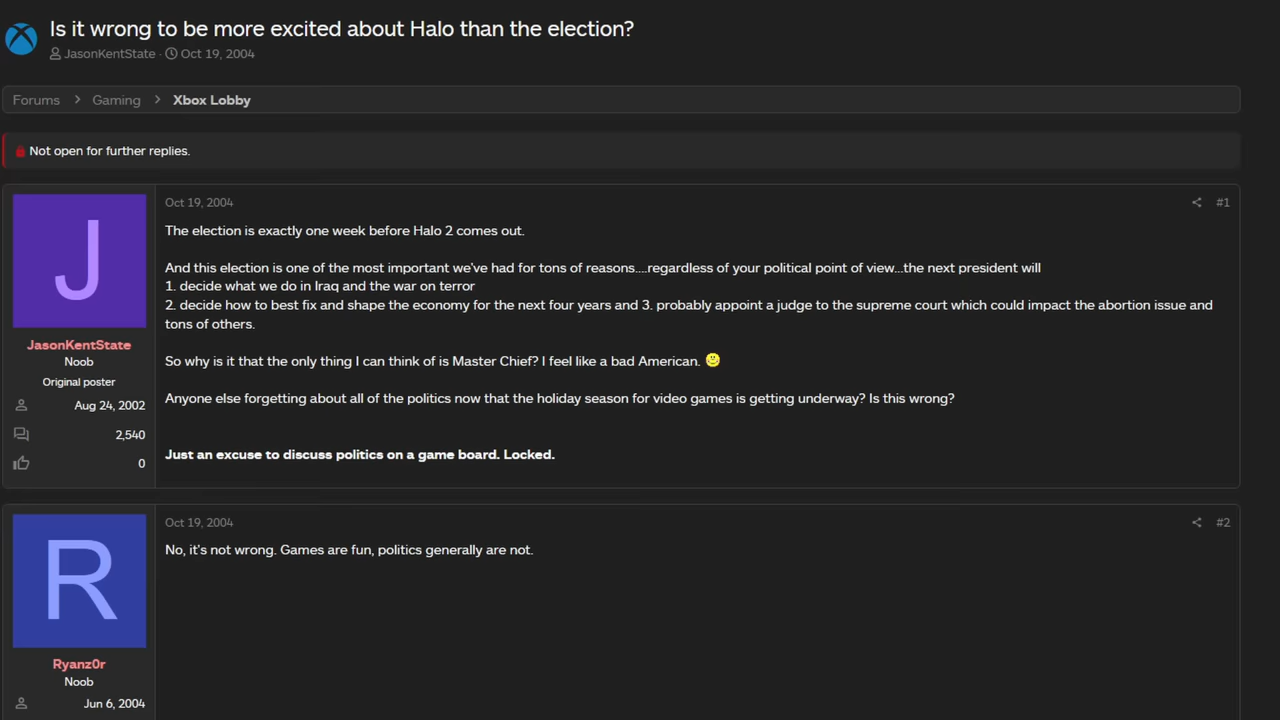 Is it wrong to be more excited about Halo than the election?
JasonKentState · Oct 19, 2004
Forums > Gaming > Xbox Lobby
Not open for further replies.
J
JasonKentState
Noob
Original poster
Aug 24, 2002
2,540
0
Oct 19, 2004
#1
The election is exactly one week before Halo 2 comes out.
And this election is one of the most important we've had for tons of reasons....regardless of your political point of view...the next president will
1. decide what we do in Iraq and the war on terror
2. decide how to best fix and shape the economy for the next four years and 3. probably appoint a judge to the supreme court which could impact the abortion issue and
tons of others.
So why is it that the only thing I can think of is Master Chief? I feel like a bad American.
Anyone else forgetting about all of the politics now that the holiday season for video games is getting underway? Is this wrong?
Just an excuse to discuss politics on a game board. Locked.
R
Ryanz0r
Noob
Jun 6, 2004
Oct 19, 2004
#2
No, it's not wrong. Games are fun, politics generally are not.